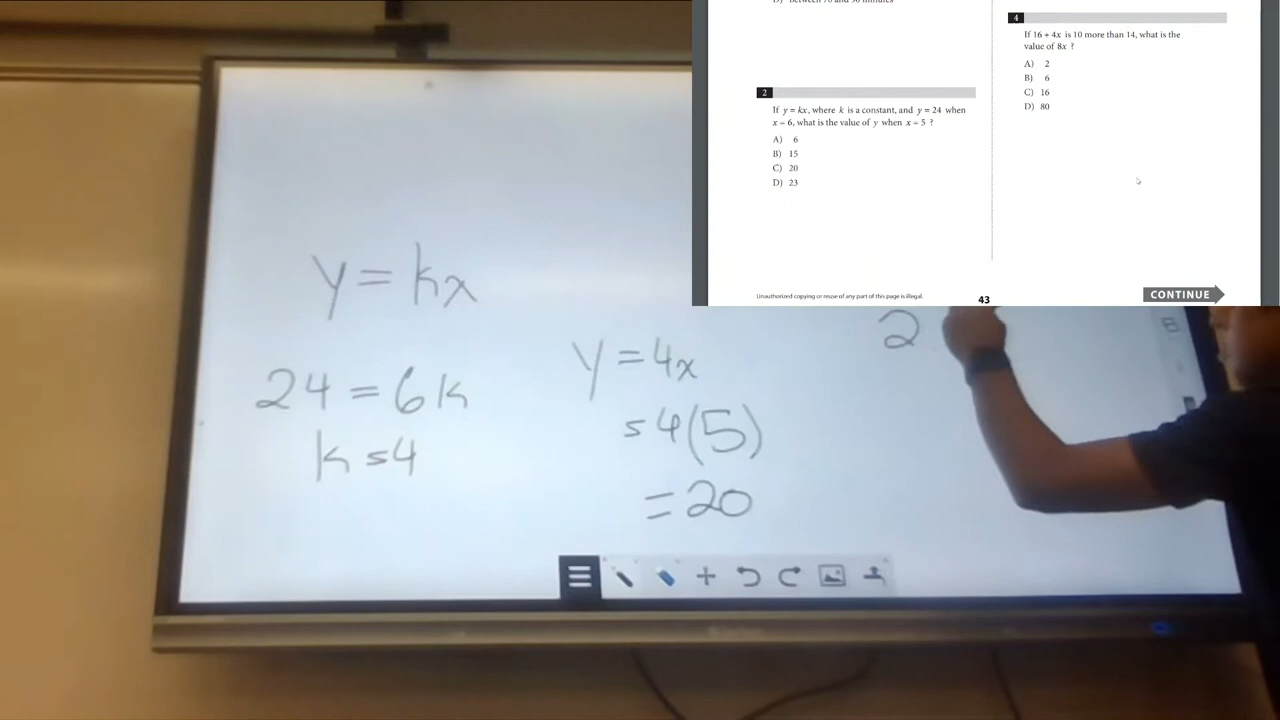 2
If y = kx, where k is a constant, and y = 24 when
x = 6, what is the value of y when x = 5 ?
A) 6
B) 15
C) 20
D) 23
Unauthorized copying or reuse of any part of this page is illegal.
43
4
If 16 + 4x is 10 more than 14, what is the
value of 8x ?
A) 2
B) 6
C) 16
D) 80
CONTINUE
y = kx
24 = 6k
k = 4
y = 4x
= 4(5)
= 20
2